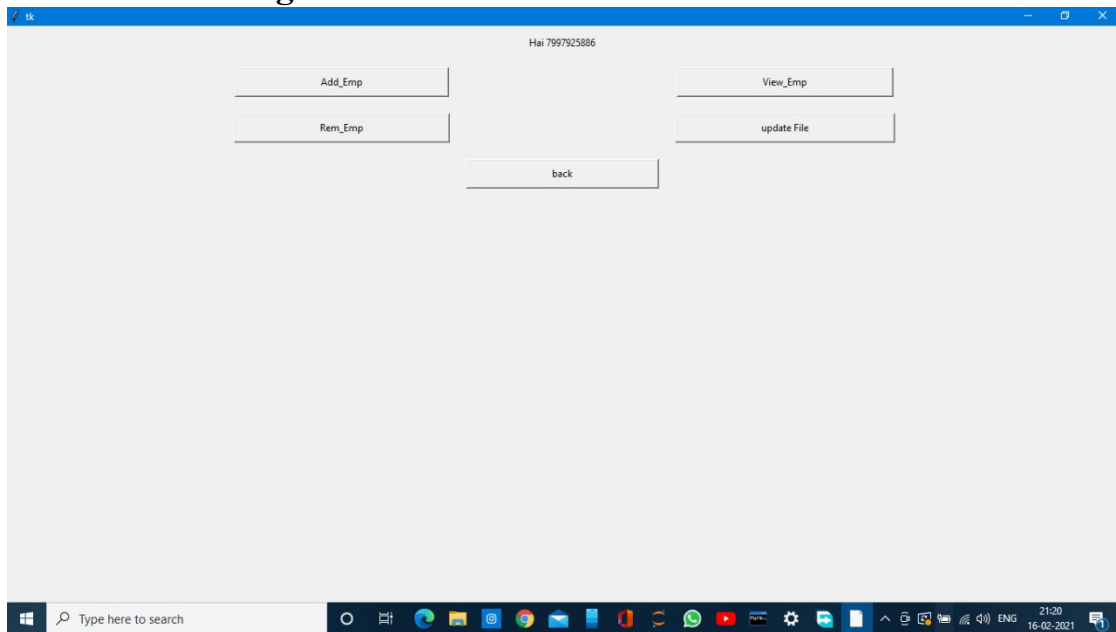 tk
Hai 7997925886
Add_Emp View_Emp
Rem_Emp update File
back
Type here to search ENG 21:20
16-02-2021